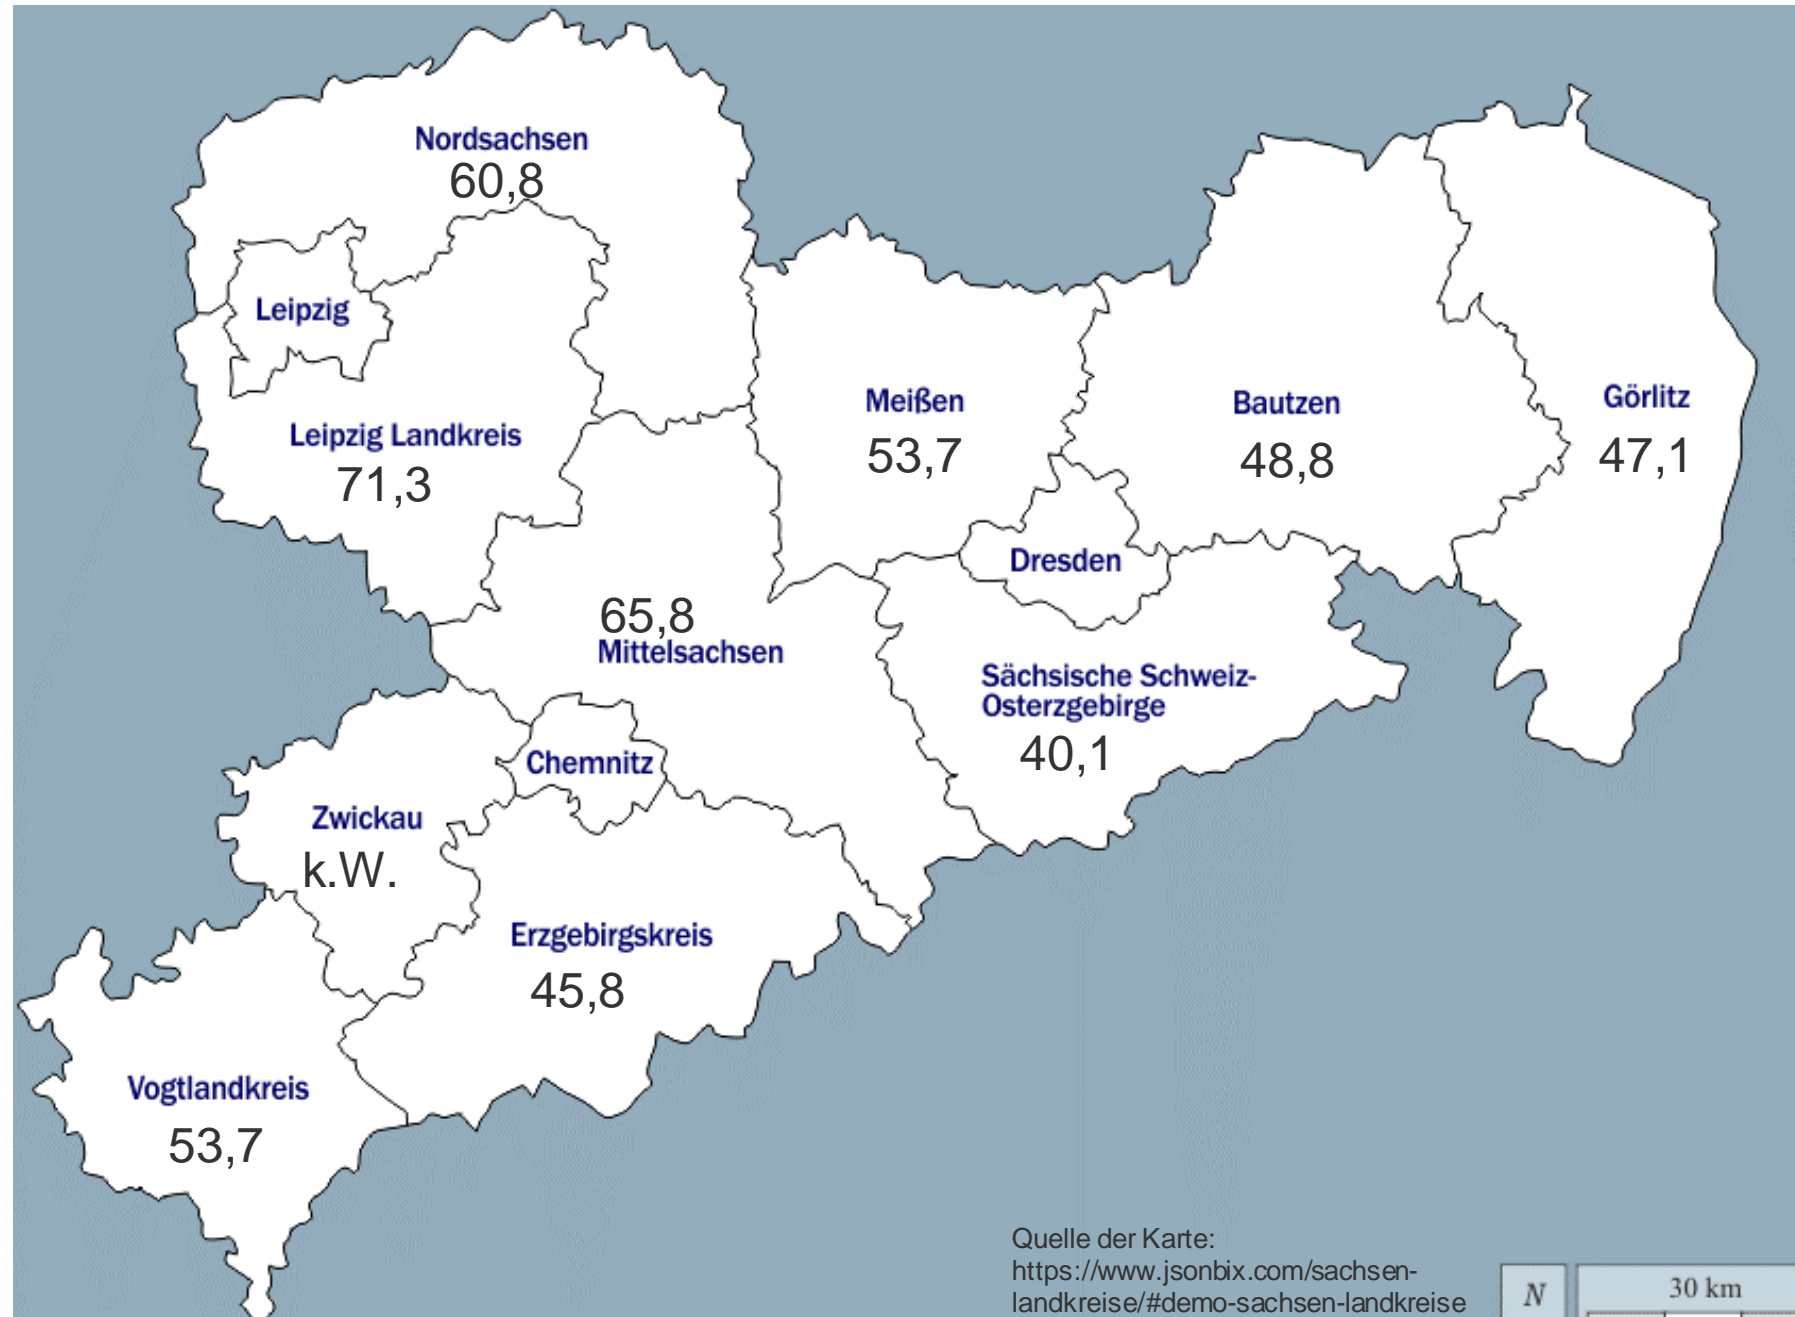 Nordsachsen
60,8
Leipzig
Leipzig Landkreis
71,3
Meißen
53,7
Bautzen
48,8
Görlitz
47,1
Dresden
65,8
Mittelsachsen
Sächsische Schweiz-
Osterzgebirge
40,1
Chemnitz
Zwickau
k.W.
Erzgebirgskreis
45,8
Vogtlandkreis
53,7
Quelle der Karte:
https://www.jsonbix.com/sachsen-
landkreise/#demo-sachsen-landkreise
N
30 km